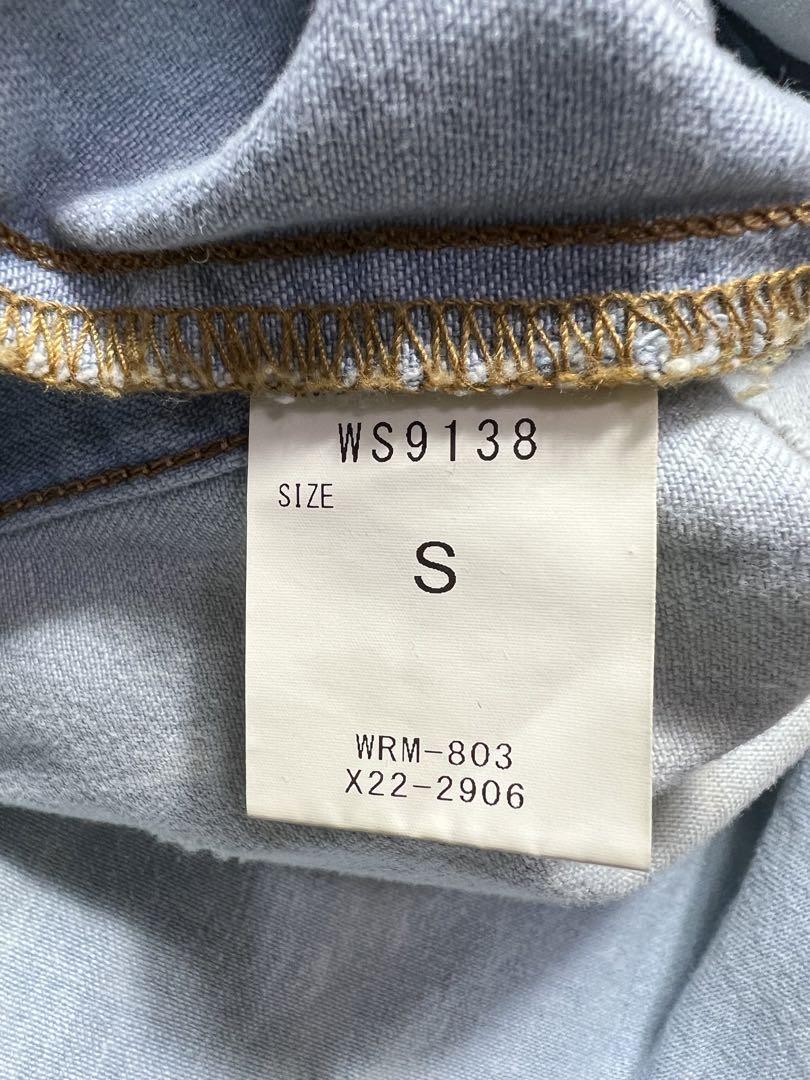 WS9138
SIZE
S
WRM-803
X22-2906